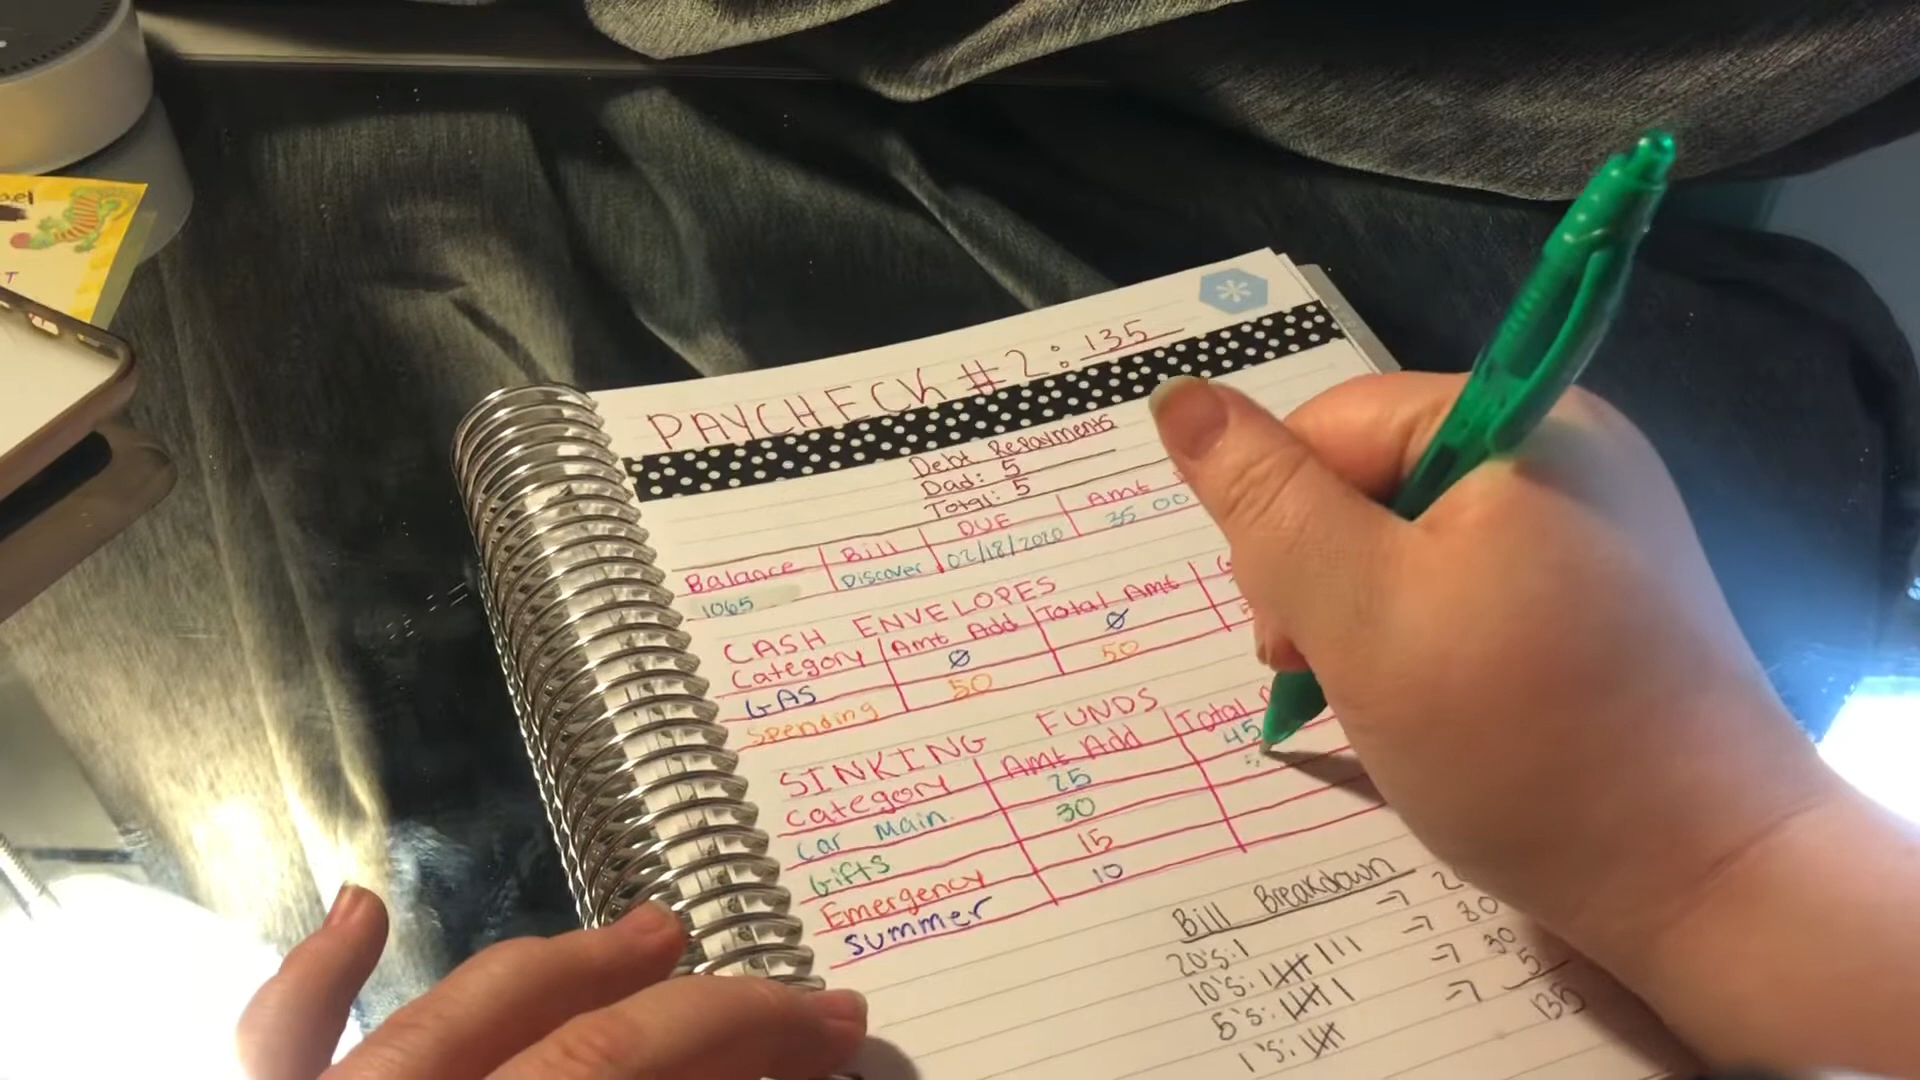 PAYCHECK #2: 135
Debt Repayments
Dad: 5
Total: 5
Balance Bill DUE Amt
1065 Discover 02/18/2020 35 00
CASH ENVELOPES
Category Amt Add Total Amt
GAS Ø Ø
Spending 50 50
SINKING FUNDS
Category Amt Add Total
Car Main. 25 45
Gifts 30
Emergency 15
Summer 10
Bill Breakdown
20's: 1
10's: 80
5's: 30
1's: 5
135